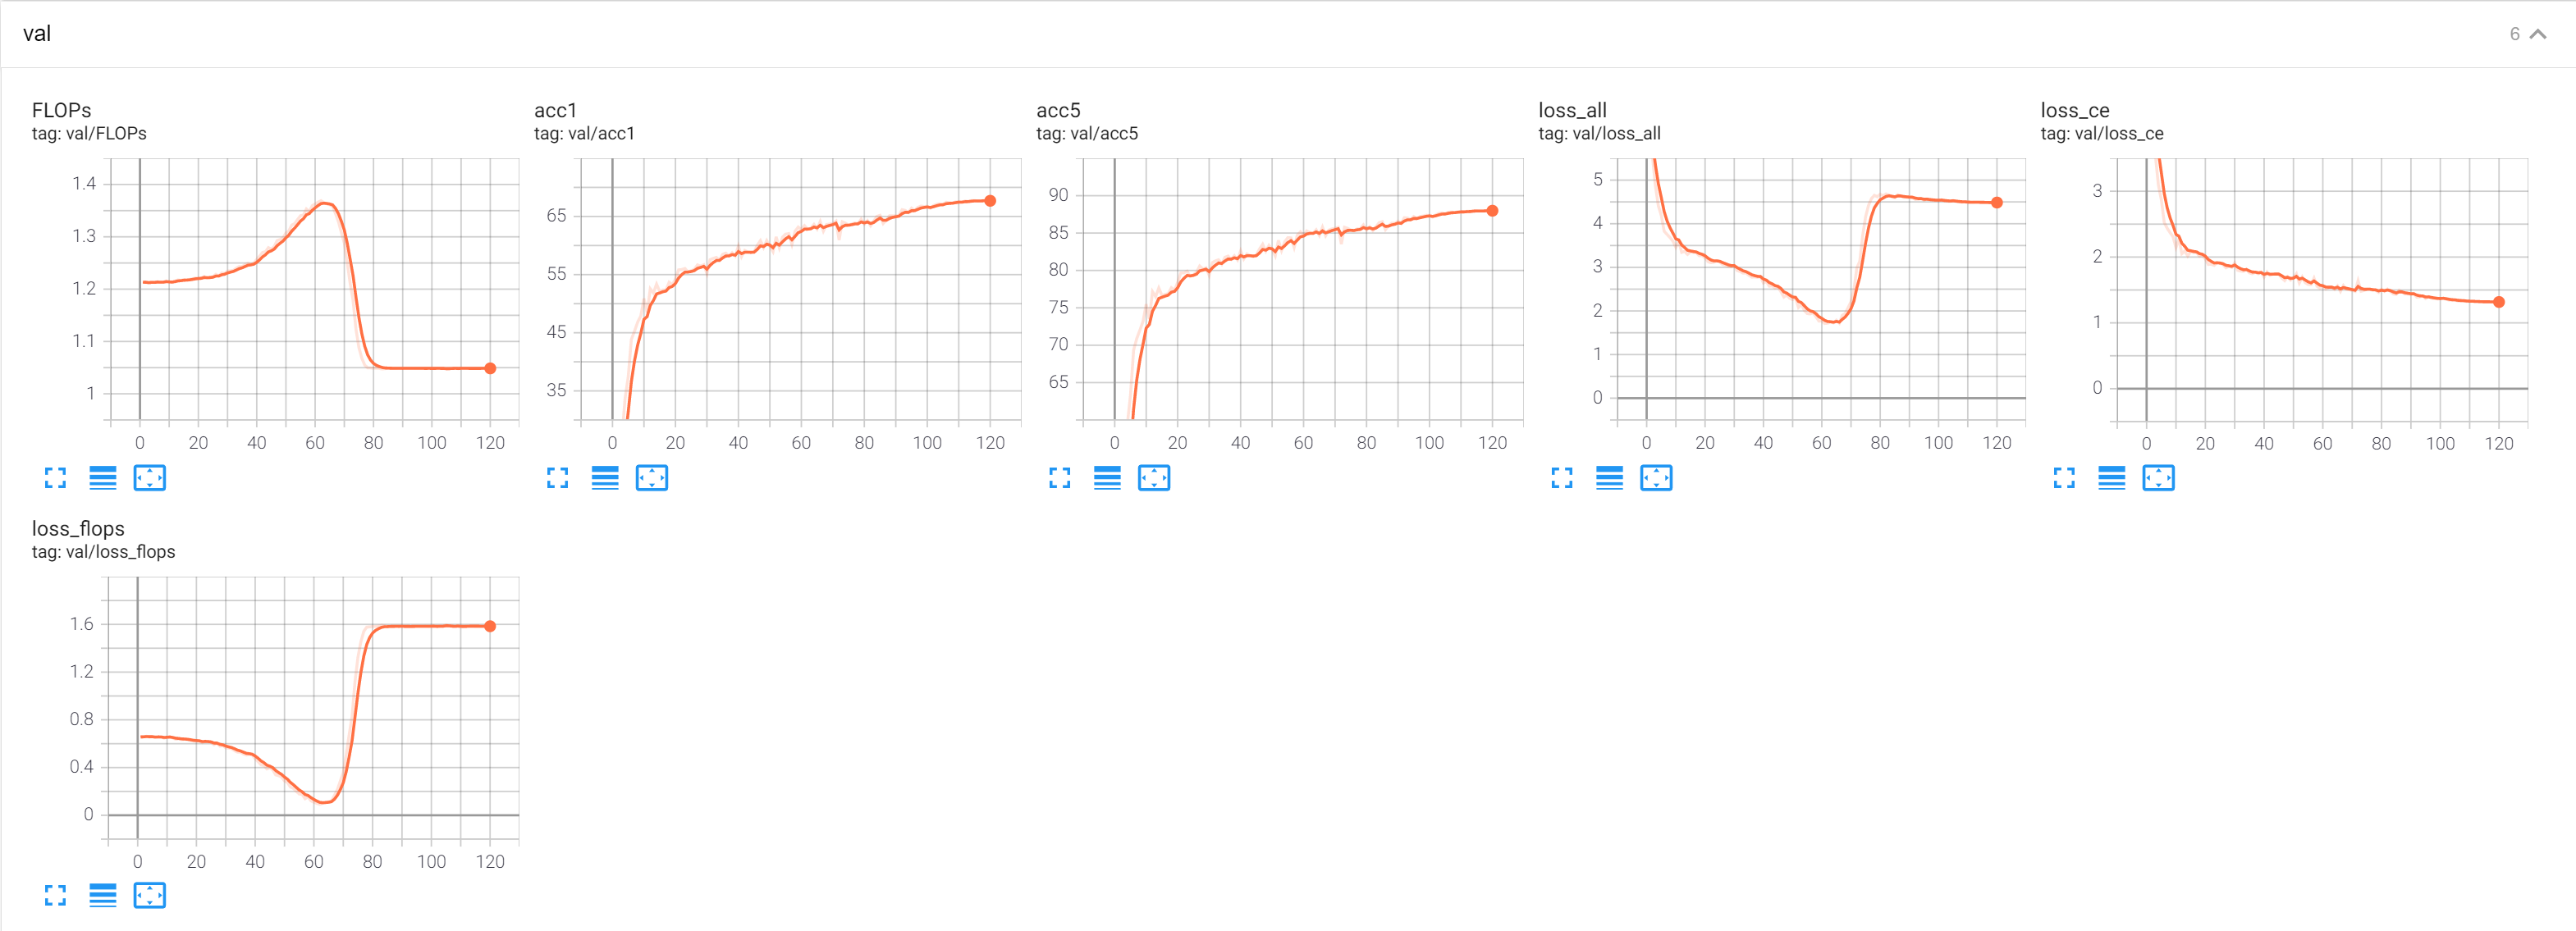 val
6
FLOPs
tag: val/FLOPs
1.4
1.3
1.2
1.1
1
0 20 40 60 80 100 120
acc1
tag: val/acc1
65
55
45
35
0 20 40 60 80 100 120
acc5
tag: val/acc5
90
85
80
75
70
65
0 20 40 60 80 100 120
loss_all
tag: val/loss_all
5
4
3
2
1
0
0 20 40 60 80 100 120
loss_ce
tag: val/loss_ce
3
2
1
0
0 20 40 60 80 100 120
loss_flops
tag: val/loss_flops
1.6
1.2
0.8
0.4
0
0 20 40 60 80 100 120